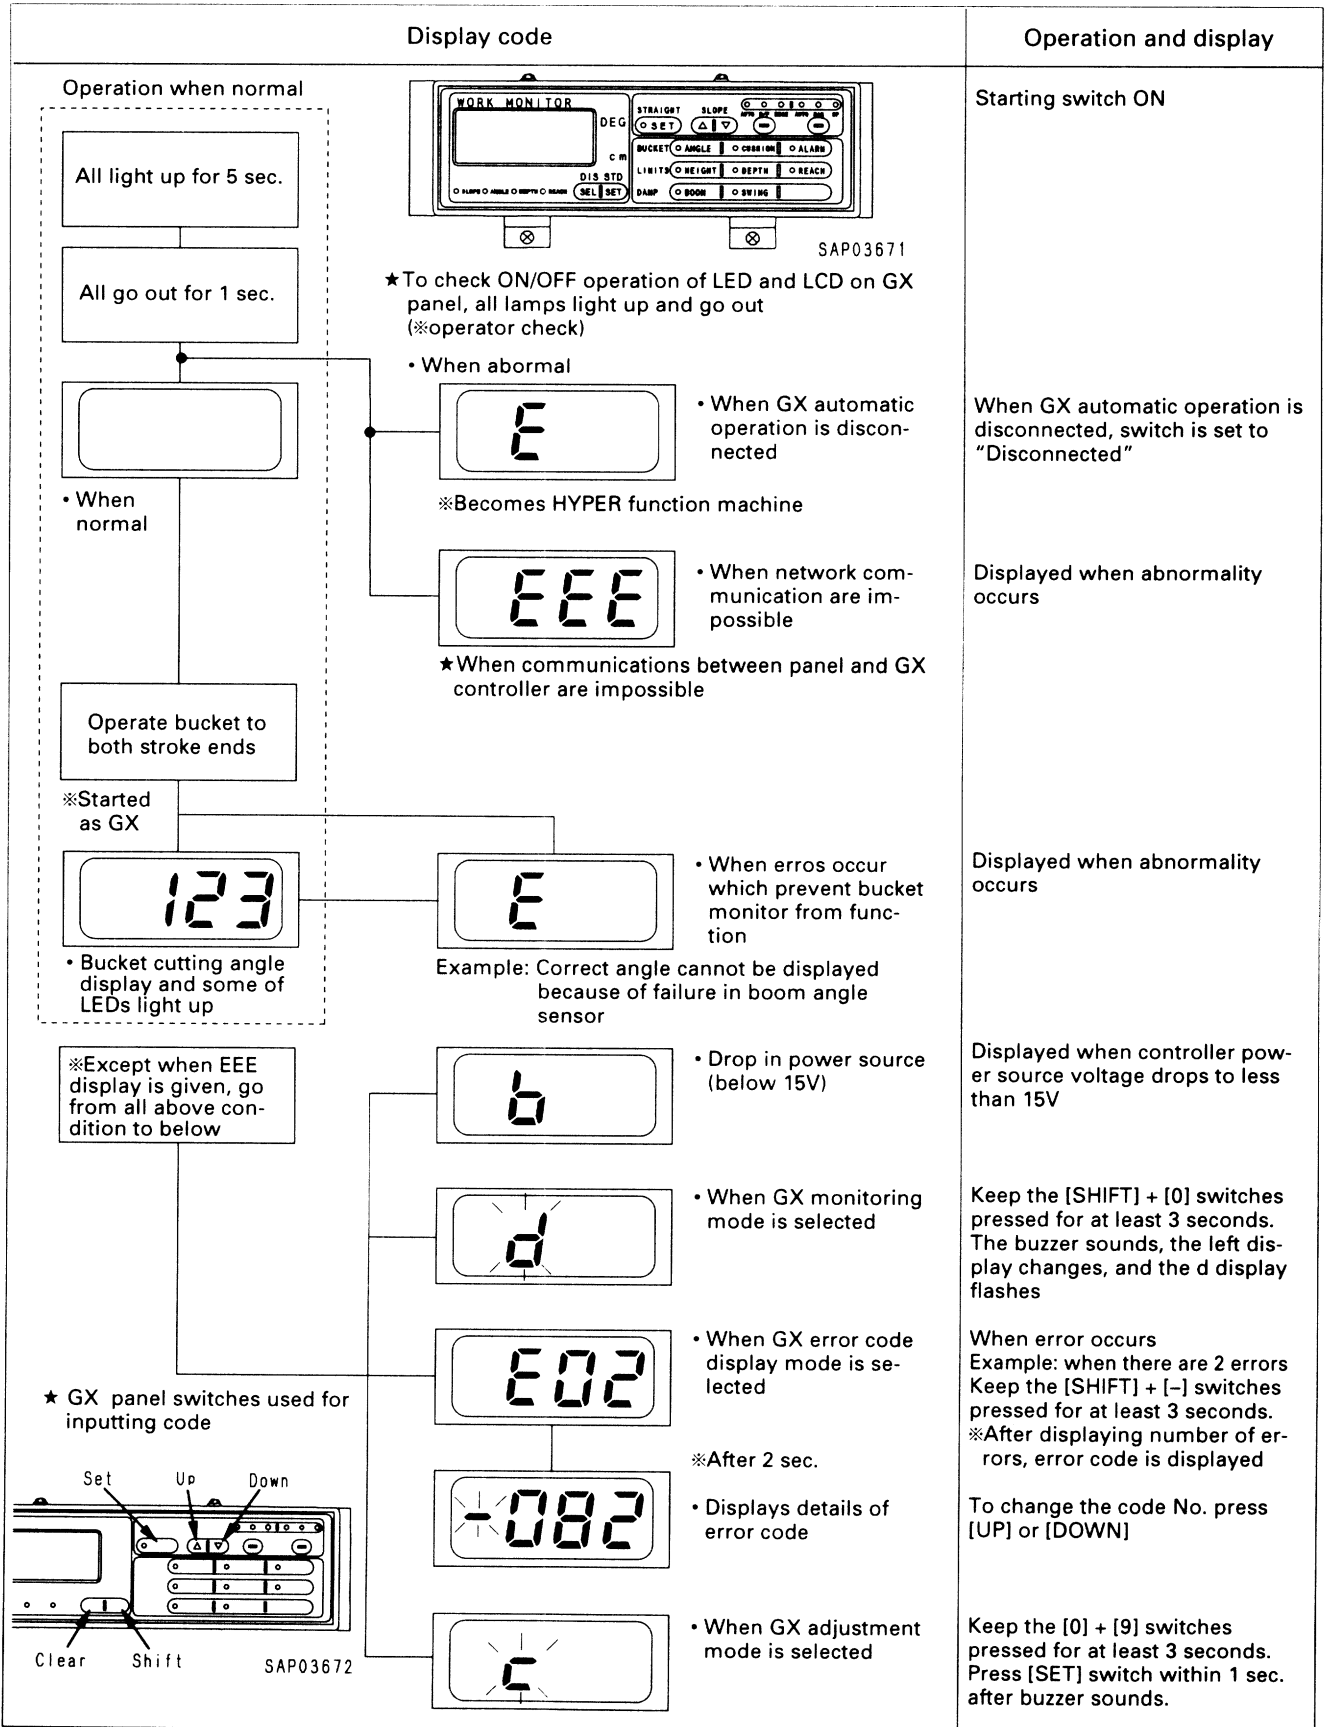 Display code
Operation and display
Operation when normal
All light up for 5 sec.
All go out for 1 sec.
WORK MONITOR
DEG
cm
DIS STD
SEL SET
SLOPE ANGLE DEPTH REACH
STRAIGHT
SET
SLOPE
△ ▽
BUCKET ANGLE CUSHION ALARM
LIMITS HEIGHT DEPTH REACH
DAMP BOOM SWING
SAP03671
Starting switch ON
★To check ON/OFF operation of LED and LCD on GX
panel, all lamps light up and go out
(※operator check)
• When abormal
E
• When GX automatic
operation is discon-
nected
When GX automatic operation is
disconnected, switch is set to
“Disconnected”
※Becomes HYPER function machine
• When
normal
EEE
• When network com-
munication are im-
possible
Displayed when abnormality
occurs
★When communications between panel and GX
controller are impossible
Operate bucket to
both stroke ends
※Started
as GX
123
• Bucket cutting angle
display and some of
LEDs light up
E
• When erros occur
which prevent bucket
monitor from func-
tion
Displayed when abnormality
occurs
Example: Correct angle cannot be displayed
because of failure in boom angle
sensor
※Except when EEE
display is given, go
from all above con-
dition to below
b
• Drop in power source
(below 15V)
Displayed when controller pow-
er source voltage drops to less
than 15V
d
• When GX monitoring
mode is selected
Keep the [SHIFT] + [0] switches
pressed for at least 3 seconds.
The buzzer sounds, the left dis-
play changes, and the d display
flashes
E02
• When GX error code
display mode is se-
lected
When error occurs
Example: when there are 2 errors
Keep the [SHIFT] + [–] switches
pressed for at least 3 seconds.
※After displaying number of er-
rors, error code is displayed
★ GX panel switches used for
inputting code
※After 2 sec.
-082
• Displays details of
error code
To change the code No. press
[UP] or [DOWN]
Set
Up
Down
△ ▽
Clear
Shift
SAP03672
c
• When GX adjustment
mode is selected
Keep the [0] + [9] switches
pressed for at least 3 seconds.
Press [SET] switch within 1 sec.
after buzzer sounds.